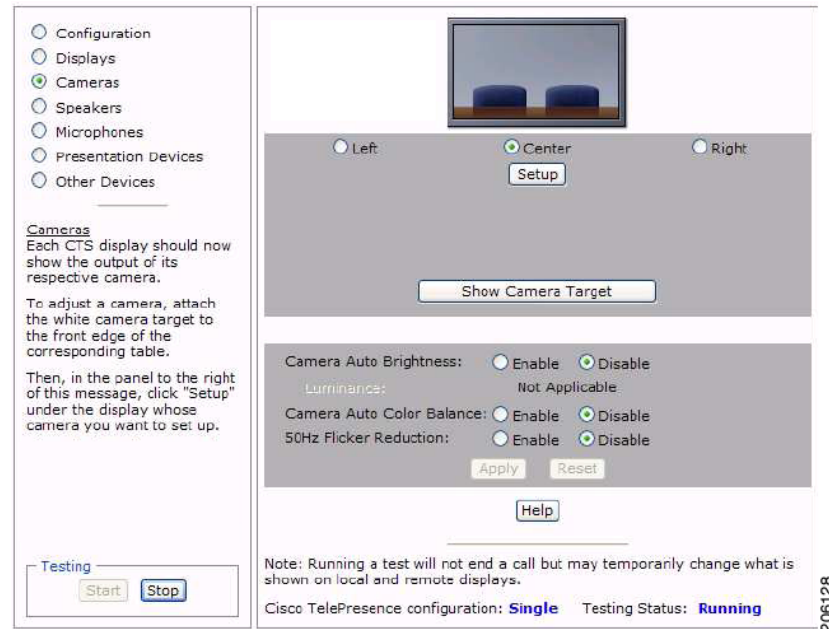 Configuration
Displays
Cameras
Speakers
Microphones
Presentation Devices
Other Devices
Cameras
Each CTS display should now
show the output of its
respective camera.
To adjust a camera, attach
the white camera target to
the front edge of the
corresponding table.
Then, in the panel to the right
of this message, click "Setup"
under the display whose
camera you want to set up.
Testing
Start Stop
Left Center Right
Setup
Show Camera Target
Camera Auto Brightness: Enable Disable
Luminance: Not Applicable
Camera Auto Color Balance: Enable Disable
50Hz Flicker Reduction: Enable Disable
Apply Reset
Help
Note: Running a test will not end a call but may temporarily change what is
shown on local and remote displays.
Cisco TelePresence configuration: Single Testing Status: Running
206128